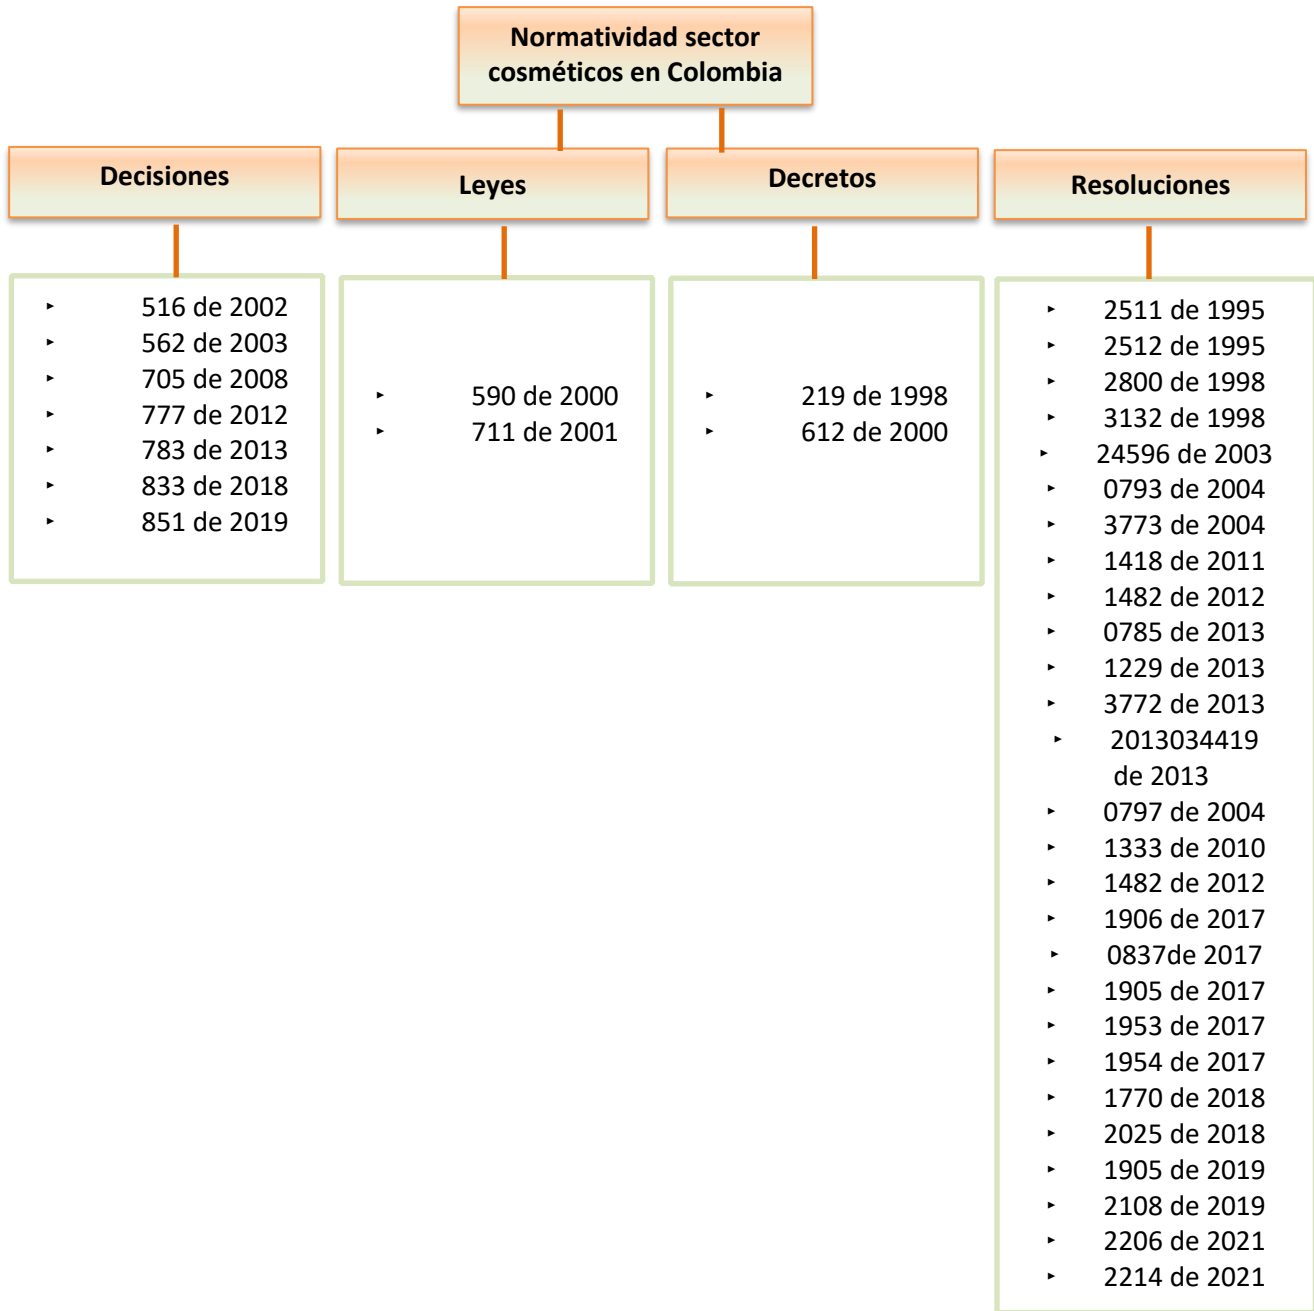 Normatividad sector
cosméticos en Colombia
Decisiones
Leyes
Decretos
Resoluciones
‣ 516 de 2002
‣ 562 de 2003
‣ 705 de 2008
‣ 777 de 2012
‣ 783 de 2013
‣ 833 de 2018
‣ 851 de 2019
‣ 590 de 2000
‣ 711 de 2001
‣ 219 de 1998
‣ 612 de 2000
‣ 2511 de 1995
‣ 2512 de 1995
‣ 2800 de 1998
‣ 3132 de 1998
‣ 24596 de 2003
‣ 0793 de 2004
‣ 3773 de 2004
‣ 1418 de 2011
‣ 1482 de 2012
‣ 0785 de 2013
‣ 1229 de 2013
‣ 3772 de 2013
‣ 2013034419
de 2013
‣ 0797 de 2004
‣ 1333 de 2010
‣ 1482 de 2012
‣ 1906 de 2017
‣ 0837de 2017
‣ 1905 de 2017
‣ 1953 de 2017
‣ 1954 de 2017
‣ 1770 de 2018
‣ 2025 de 2018
‣ 1905 de 2019
‣ 2108 de 2019
‣ 2206 de 2021
‣ 2214 de 2021